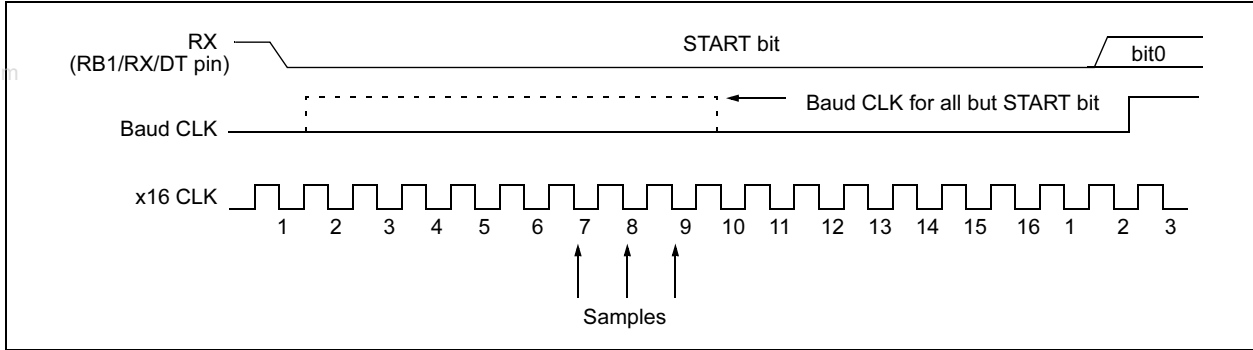 RX
START bit
(RB1/RX/DT pin)
bit0
m
Baud CLK for all but START bit
Baud CLK
x16 CLK
1 2 3 4 5 6 7 8 9 10 11 12 13 14 15 16 1 2 3
Samples